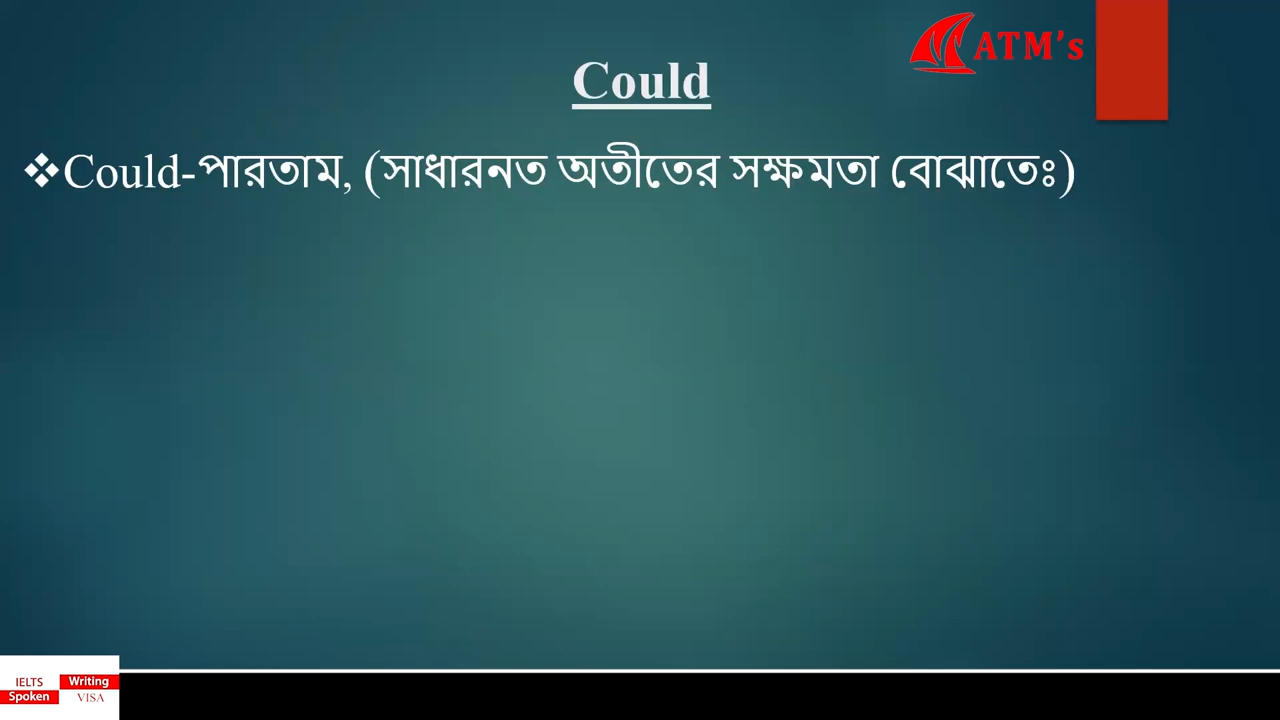 ATM's
Could
❖Could-পারতাম, (সাধারনত অতীতের সক্ষমতা বোঝাতেঃ)
IELTS Writing
Spoken VISA